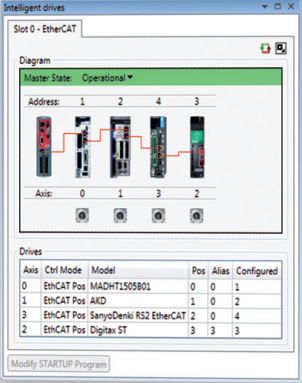 Intelligent drives
Slot 0 - EtherCAT
Diagram
Master State: Operational
Address: 1 2 4 3
Axis: 0 1 3 2
Drives
Axis Ctrl Mode Model Pos Alias Configured
0 EthCAT Pos MADHT1505B01 0 0 1
1 EthCAT Pos AKD 1 0 2
3 EthCAT Pos SanyoDenki RS2 EtherCAT 2 0 4
2 EthCAT Pos Digitax ST 3 3 3
Modify STARTUP Program